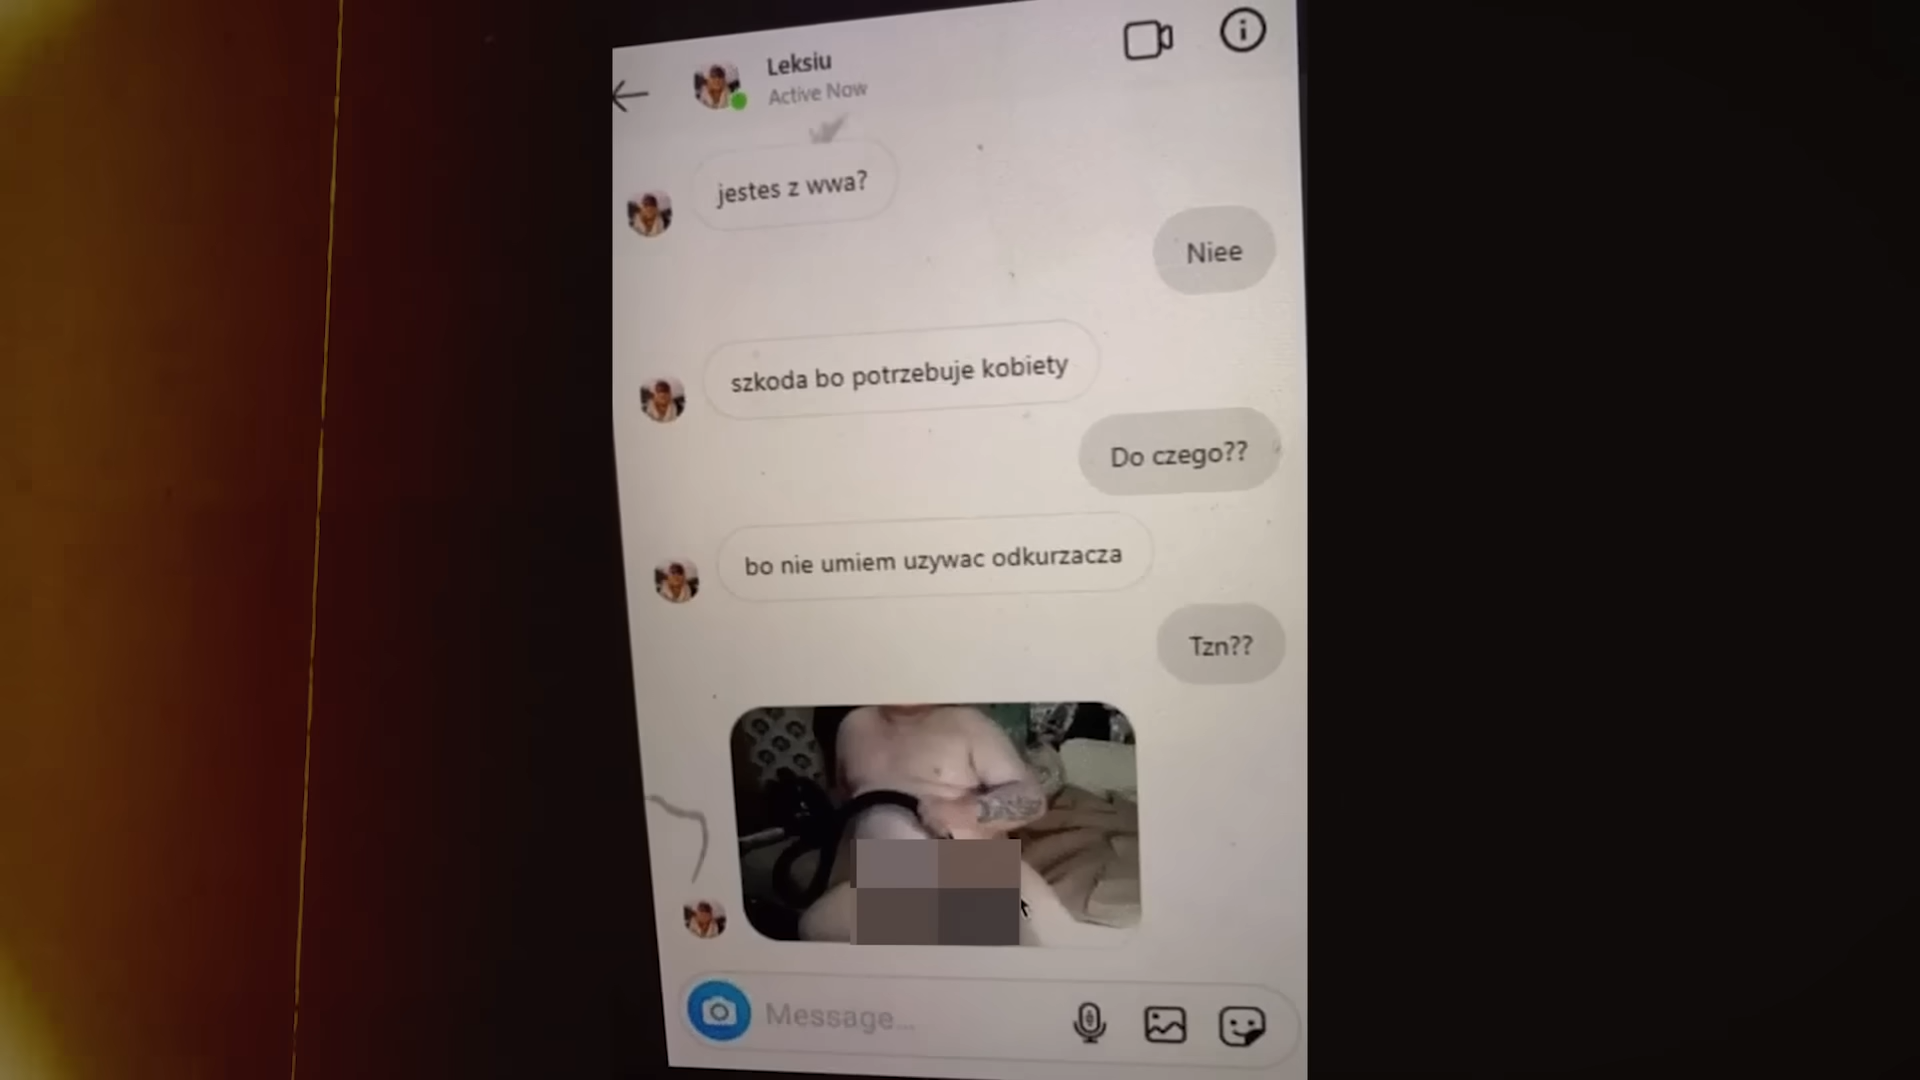 Leksiu
Active Now
jestes z wwa?
Niee
szkoda bo potrzebuje kobiety
Do czego??
bo nie umiem uzywac odkurzacza
Tzn??
Message...